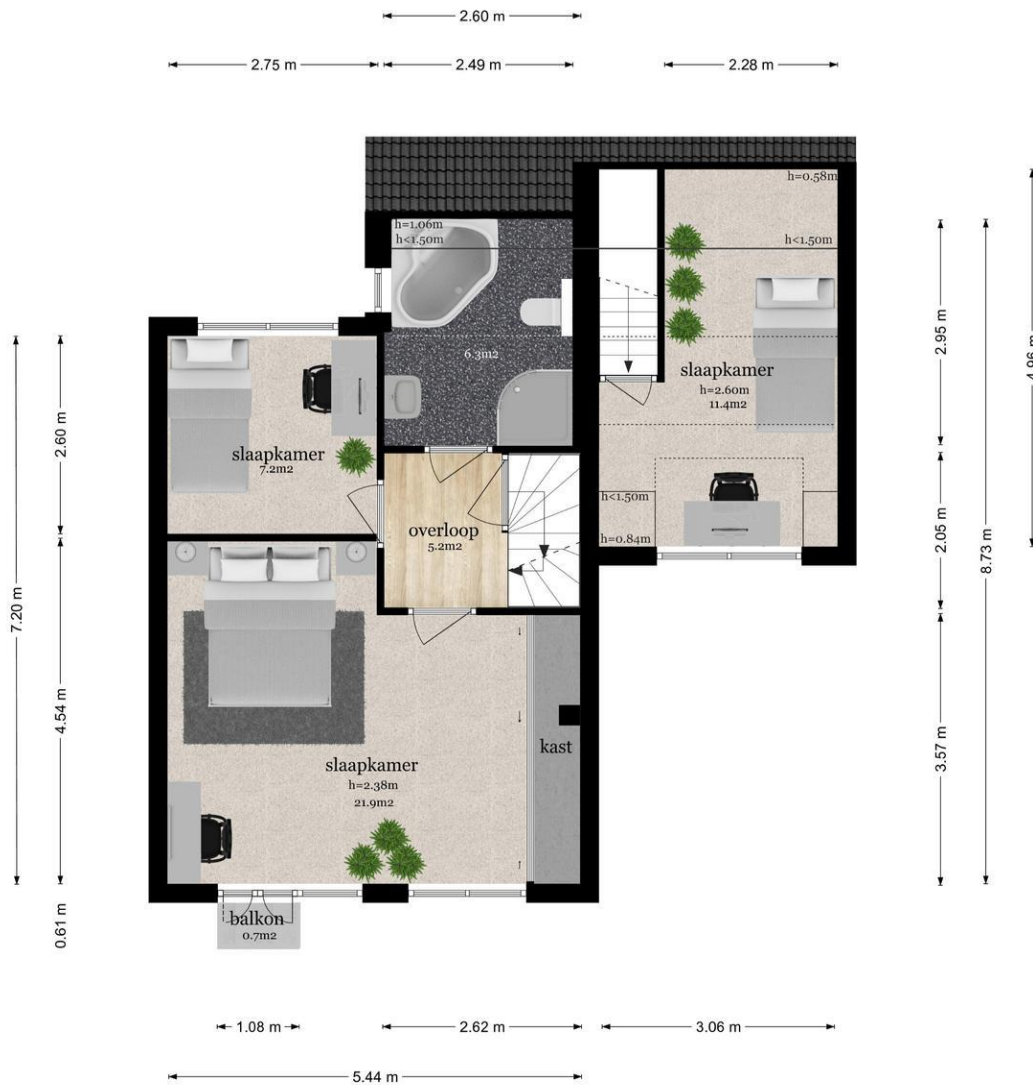 2.60 m
2.75 m
2.49 m
2.28 m
h=0.58m
h=1.06m
h<1.50m
h<1.50m
6.3m2
slaapkamer
h=2.60m
11.4m2
slaapkamer
7.2m2
overloop
5.2m2
h<1.50m
h=0.84m
slaapkamer
h=2.38m
21.9m2
kast
balkon
0.7m2
7.20 m
2.60 m
4.54 m
0.61 m
2.95 m
2.05 m
3.57 m
8.73 m
4.96 m
1.08 m
2.62 m
3.06 m
5.44 m